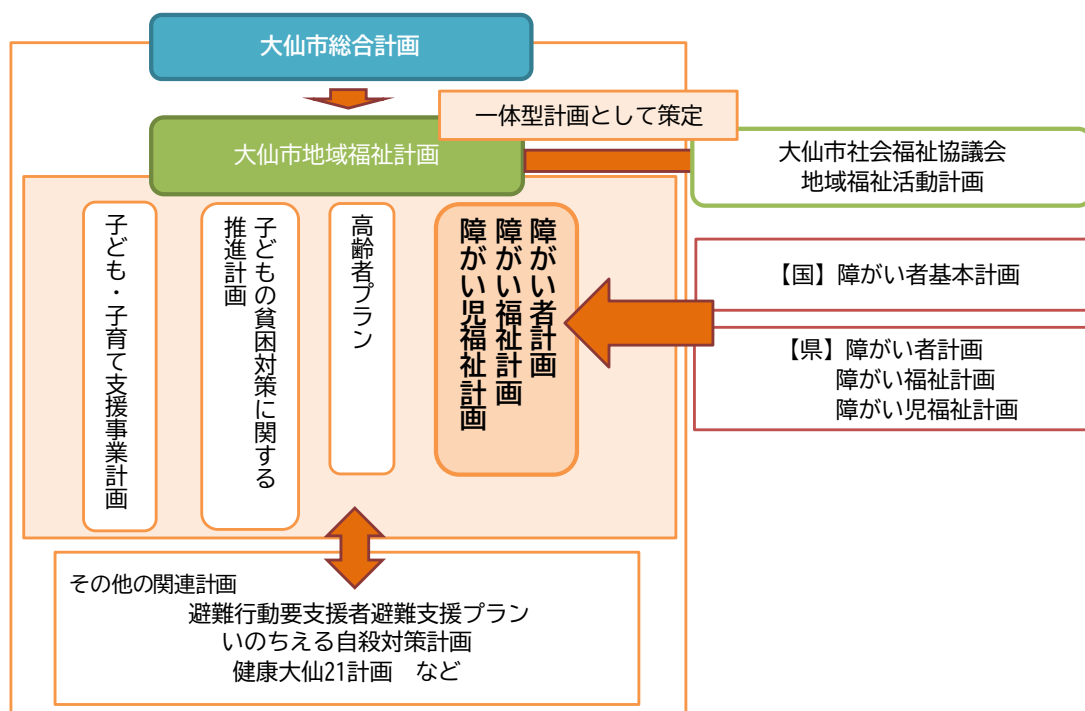 大仙市総合計画
一体型計画として策定
大仙市地域福祉計画
大仙市社会福祉協議会
地域福祉活動計画
子ども・子育て支援事業計画
子どもの貧困対策に関する
推進計画
高齢者プラン
障がい者計画
障がい福祉計画
障がい児福祉計画
【国】障がい者基本計画
【県】障がい者計画
障がい福祉計画
障がい児福祉計画
その他の関連計画
避難行動要支援者避難支援プラン
いのちえる自殺対策計画
健康大仙21計画　など